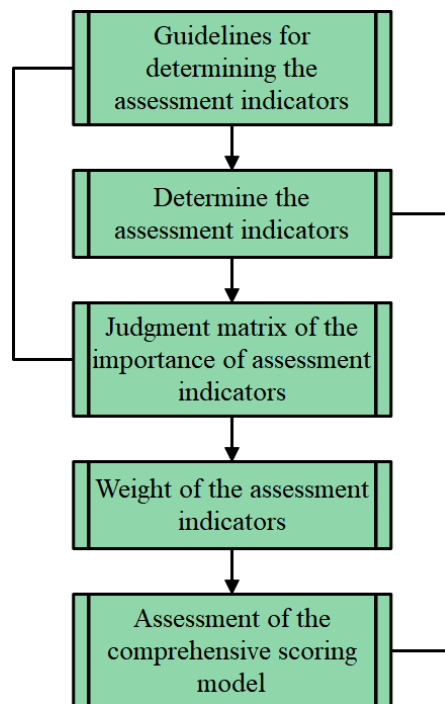 Guidelines for
determining the
assessment indicators
Determine the
assessment indicators
Judgment matrix of the
importance of assessment
indicators
Weight of the assessment
indicators
Assessment of the
comprehensive scoring
model